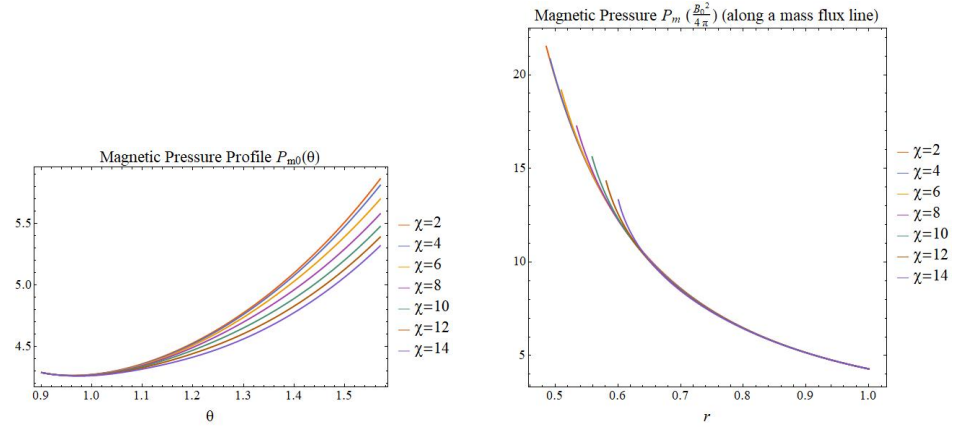 Magnetic Pressure Profile P_m0(θ)
5.5
5.0
4.5
0.9 1.0 1.1 1.2 1.3 1.4 1.5
θ
χ=2
χ=4
χ=6
χ=8
χ=10
χ=12
χ=14
Magnetic Pressure P_m (B_0^2/4 π) (along a mass flux line)
20
15
10
5
0.5 0.6 0.7 0.8 0.9 1.0
r
χ=2
χ=4
χ=6
χ=8
χ=10
χ=12
χ=14